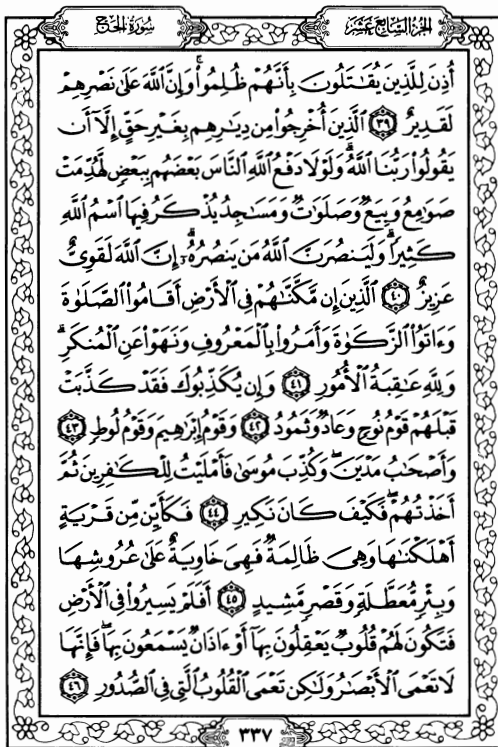 الجزء السابع عشر
سورة الحج
أُذِنَ لِلَّذِينَ يُقَٰتَلُونَ بِأَنَّهُمْ ظُلِمُوا۟ ۚ وَإِنَّ ٱللَّهَ عَلَىٰ نَصْرِهِمْ
لَقَدِيرٌ ٣٩ ٱلَّذِينَ أُخْرِجُوا۟ مِن دِيَٰرِهِم بِغَيْرِ حَقٍّ إِلَّآ أَن
يَقُولُوا۟ رَبُّنَا ٱللَّهُ ۗ وَلَوْلَا دَفْعُ ٱللَّهِ ٱلنَّاسَ بَعْضَهُم بِبَعْضٍ لَّهُدِّمَتْ
صَوَٰمِعُ وَبِيَعٌ وَصَلَوَٰتٌ وَمَسَٰجِدُ يُذْكَرُ فِيهَا ٱسْمُ ٱللَّهِ
كَثِيرًا ۗ وَلَيَنصُرَنَّ ٱللَّهُ مَن يَنصُرُهُۥٓ ۗ إِنَّ ٱللَّهَ لَقَوِىٌّ
عَزِيزٌ ٤٠ ٱلَّذِينَ إِن مَّكَّنَّٰهُمْ فِى ٱلْأَرْضِ أَقَامُوا۟ ٱلصَّلَوٰةَ
وَءَاتَوُا۟ ٱلزَّكَوٰةَ وَأَمَرُوا۟ بِٱلْمَعْرُوفِ وَنَهَوْا۟ عَنِ ٱلْمُنكَرِ ۗ
وَلِلَّهِ عَٰقِبَةُ ٱلْأُمُورِ ٤١ وَإِن يُكَذِّبُوكَ فَقَدْ كَذَّبَتْ
قَبْلَهُمْ قَوْمُ نُوحٍ وَعَادٌ وَثَمُودُ ٤٢ وَقَوْمُ إِبْرَٰهِيمَ وَقَوْمُ لُوطٍ ٤٣
وَأَصْحَٰبُ مَدْيَنَ ۖ وَكُذِّبَ مُوسَىٰ فَأَمْلَيْتُ لِلْكَٰفِرِينَ ثُمَّ
أَخَذْتُهُمْ ۖ فَكَيْفَ كَانَ نَكِيرِ ٤٤ فَكَأَيِّن مِّن قَرْيَةٍ
أَهْلَكْنَٰهَا وَهِىَ ظَالِمَةٌ فَهِىَ خَاوِيَةٌ عَلَىٰ عُرُوشِهَا
وَبِئْرٍ مُّعَطَّلَةٍ وَقَصْرٍ مَّشِيدٍ ٤٥ أَفَلَمْ يَسِيرُوا۟ فِى ٱلْأَرْضِ
فَتَكُونَ لَهُمْ قُلُوبٌ يَعْقِلُونَ بِهَآ أَوْ ءَاذَانٌ يَسْمَعُونَ بِهَا ۖ فَإِنَّهَا
لَا تَعْمَى ٱلْأَبْصَٰرُ وَلَٰكِن تَعْمَى ٱلْقُلُوبُ ٱلَّتِى فِى ٱلصُّدُورِ ٤٦
٣٣٧